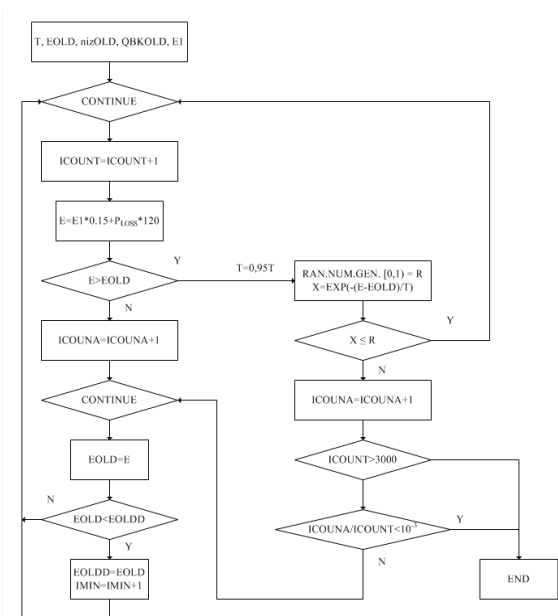 T, EOLD, nizOLD, QBKOLD, E1
CONTINUE
ICOUNT=ICOUNT+1
E=E1*0.15+PLOSS*120
E>EOLD
Y
N
T=0,95T
RAN.NUM.GEN. [0,1) = R
X=EXP(-(E-EOLD)/T)
X ≤ R
Y
N
ICOUNA=ICOUNA+1
ICOUNA=ICOUNA+1
CONTINUE
EOLD=E
ICOUNT>3000
N
EOLD<EOLDD
Y
ICOUNA/ICOUNT<10⁻³
Y
N
EOLDD=EOLD
IMIN=IMIN+1
END